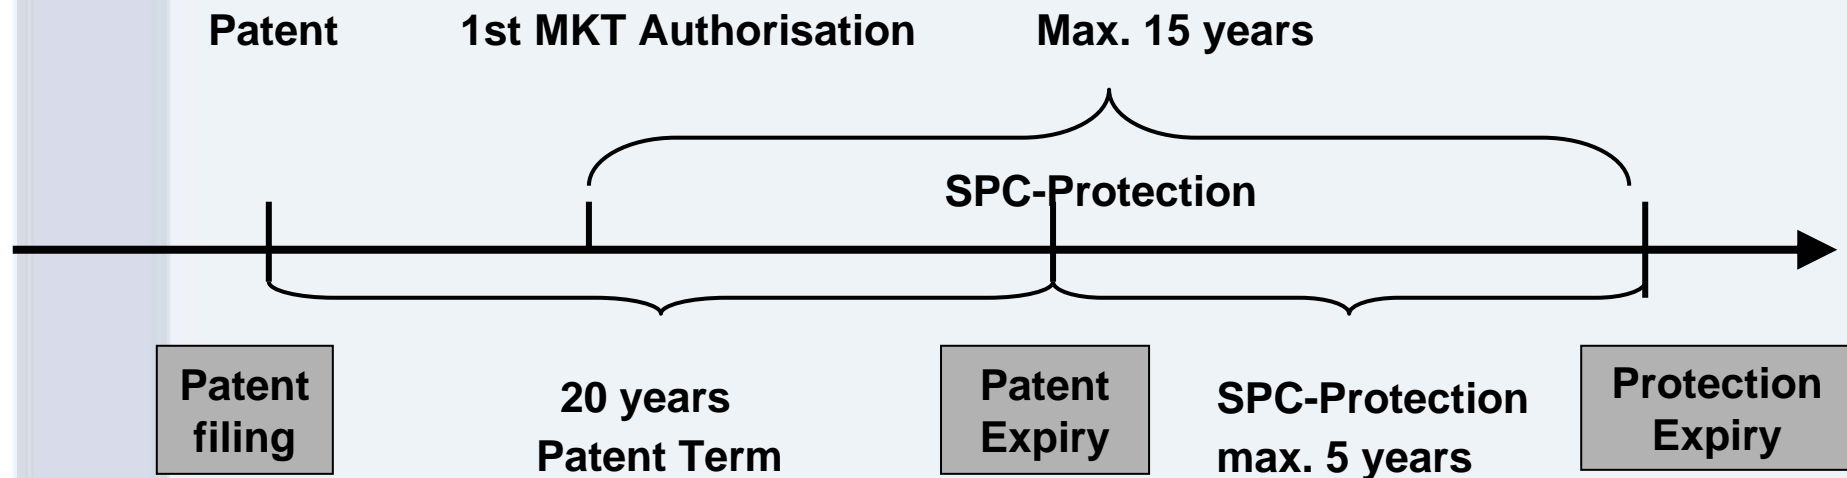 Patent 1st MKT Authorisation Max. 15 years
SPC-Protection
Patent
filing
20 years
Patent Term
Patent
Expiry
SPC-Protection
max. 5 years
Protection
Expiry